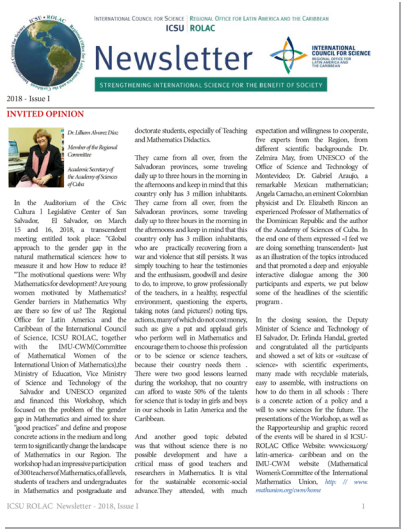 ICSU • ROLAC
INTERNATIONAL COUNCIL FOR SCIENCE | REGIONAL OFFICE FOR LATIN AMERICA AND THE CARIBBEAN
ICSU ROLAC
Newsletter
INTERNATIONAL
COUNCIL FOR SCIENCE
REGIONAL OFFICE FOR
LATIN AMERICA AND
THE CARIBBEAN
STRENGTHENING INTERNATIONAL SCIENCE FOR THE BENEFIT OF SOCIETY
2018 - Issue I
INVITED OPINION
Dr. Lilliam Alvarez Díaz
Member of the Regional
Committee
Academic Secretary of
the Academy of Sciences
of Cuba
In the Auditorium of the Civic
Cultura | Legislative Center of San
Salvador, El Salvador, on March
15 and 16, 2018, a transcendent
meeting entitled took place: "Global
approach to the gender gap in the
natural mathematical sciences: how to
measure it and how How to reduce it?
"The motivational questions were: Why
Mathematics for development? Are young
women motivated by Mathematics?
Gender barriers in Mathematics Why
are there so few of us? The Regional
Office for Latin America and the
Caribbean of the International Council
of Science, ICSU ROLAC, together
with the IMU-CWM(Committee
of Mathematical Women of the
International Union of Mathematics),the
Ministry of Education, Vice Ministry
of Science and Technology of the
Salvador and UNESCO organized
and financed this Workshop, which
focused on the problem of the gender
gap in Mathematics and aimed to share
"good practices" and define and propose
concrete actions in the medium and long
term to significantly change the landscape
of Mathematics in our Region. The
workshop had an impressive participation
of 300 teachers of Mathematics, of all levels,
students of teachers and undergraduates
in Mathematics and postgraduate and
doctorate students, especially of Teaching
and Mathematics Didactics.
They came from all over, from the
Salvadoran provinces, some traveling
daily up to three hours in the morning in
the afternoons and keep in mind that this
country only has 3 million inhabitants.
They came from all over, from the
Salvadoran provinces, some traveling
daily up to three hours in the morning in
the afternoons and keep in mind that this
country only has 3 million inhabitants,
who are practically recovering from a
war and violence that still persists. It was
simply touching to hear the testimonies
and the enthusiasm, goodwill and desire
to do, to improve, to grow professionally
of the teachers, in a healthy, respectful
environment, questioning the experts,
taking notes (and pictures!) noting tips,
actions, many of which do not cost money,
such as: give a pat and applaud girls
who perform well in Mathematics and
encourage them to choose this profession
or to be science or science teachers,
because their country needs them .
There were two good lessons learned
during the workshop, that no country
can afford to waste 50% of the talents
for science that is today in girls and boys
in our schools in Latin America and the
Caribbean.
And another good topic debated
was that without science there is no
possible development and have a
critical mass of good teachers and
researchers in Mathematics. It is vital
for the sustainable economic-social
advance.They attended, with much
expectation and willingness to cooperate,
five experts from the Region, from
different scientific backgrounds: Dr.
Zelmira May, from UNESCO of the
Office of Science and Technology of
Montevideo; Dr. Gabriel Araujo, a
remarkable Mexican mathematician;
Angela Camacho, an eminent Colombian
physicist and Dr. Elizabeth Rincon an
experienced Professor of Mathematics of
the Dominican Republic and the author
of the Academy of Sciences of Cuba. In
the end one of them expressed «I feel we
are doing something transcendent» Just
as an illustration of the topics introduced
and that promoted a deep and enjoyable
interactive dialogue among the 300
participants and experts, we put below
some of the headlines of the scientific
program .
In the closing session, the Deputy
Minister of Science and Technology of
El Salvador, Dr. Erlinda Handal, greeted
and congratulated all the participants
and showed a set of kits or «suitcase of
science» with scientific experiments,
many made with recyclable materials,
easy to assemble, with instructions on
how to do them in all schools : There
is a concrete action of a policy and a
will to sow sciences for the future. The
presentations of the Workshop, as well as
the Rapporteurship and graphic record
of the events will be shared in d ICSU-
ROLAC Office Website: www.icsu.org/
latin-america- caribbean and on the
IMU-CWM website (Mathematical
Women's Committee of the International
Mathematics Union, http: // www.
mathunion.org/cwm/home
ICSU ROLAC Newsletter - 2018, Issue I 1